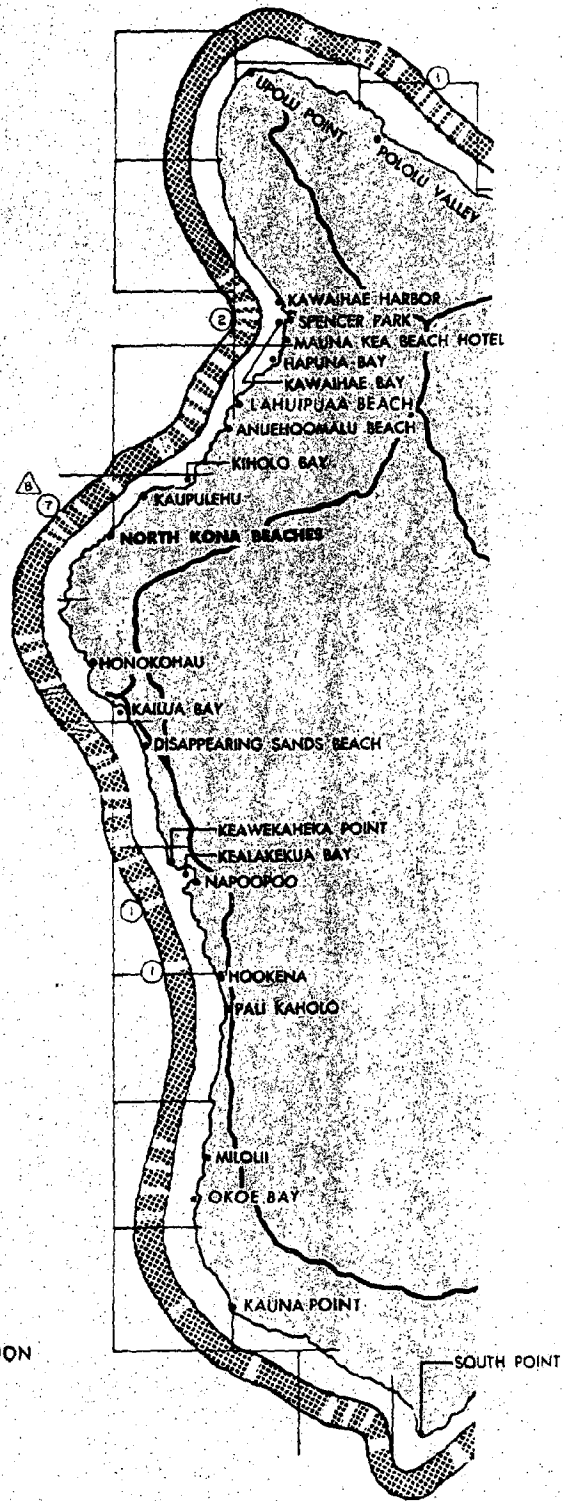 1
UPOLU POINT
POLOLU VALLEY
KAWAIHAE HARBOR
2
SPENCER PARK
MAUNA KEA BEACH HOTEL
HAPUNA BAY
KAWAIHAE BAY
LAHUIPUAA BEACH
ANUEHOOMALU BEACH
KIHOLO BAY
8
7
KAUPULEHU
NORTH KONA BEACHES
HONOKOHAU
KAILUA BAY
DISAPPEARING SANDS BEACH
KEAWEKAHEKA POINT
KEALAKEKUA BAY
NAPOOPOO
1
1
HOOKENA
PALI KAHOLO
MILOLII
OKOE BAY
KAUNA POINT
SOUTH POINT